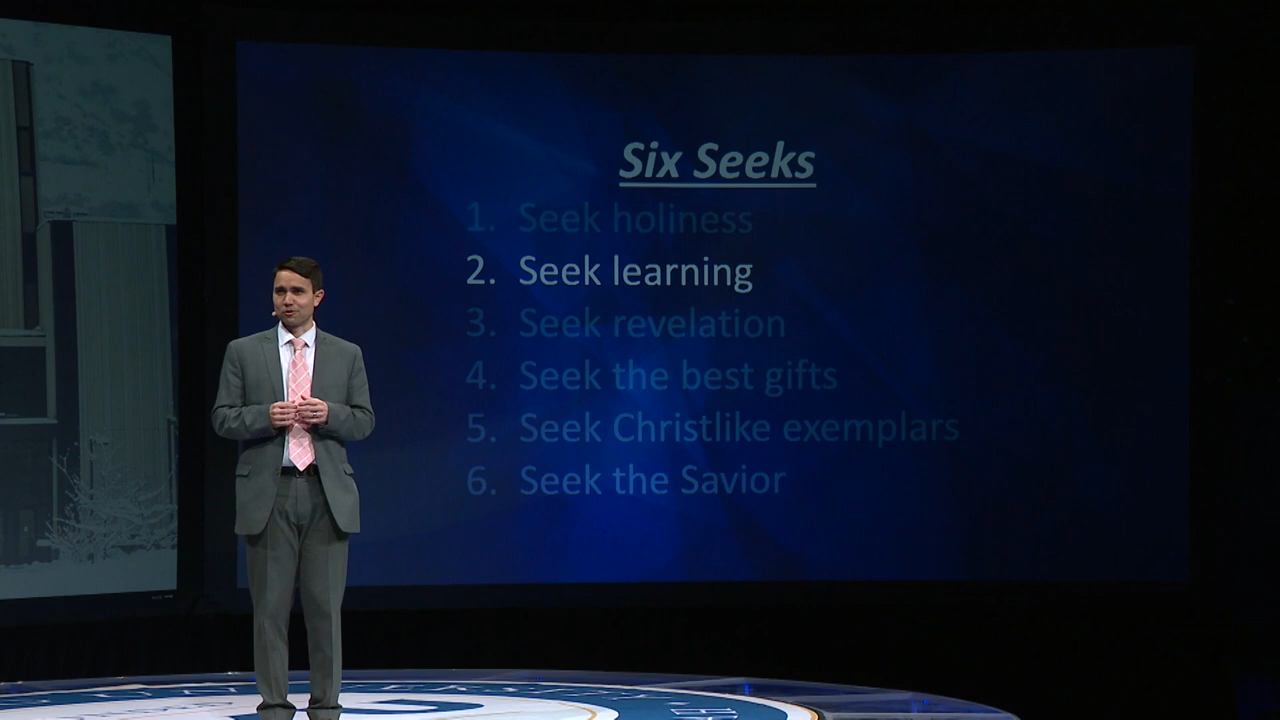 Six Seeks
1. Seek holiness
2. Seek learning
3. Seek revelation
4. Seek the best gifts
5. Seek Christlike exemplars
6. Seek the Savior